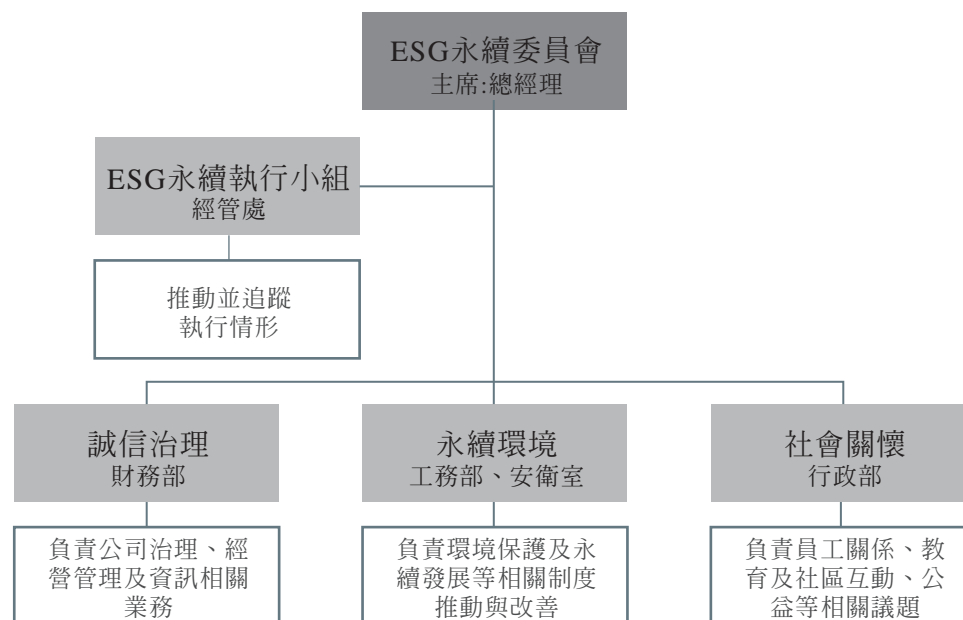 ESG永續委員會
主席:總經理
ESG永續執行小組
經管處
推動並追蹤
執行情形
誠信治理
財務部
永續環境
工務部、安衛室
社會關懷
行政部
負責公司治理、經
營管理及資訊相關
業務
負責環境保護及永
續發展等相關制度
推動與改善
負責員工關係、教
育及社區互動、公
益等相關議題